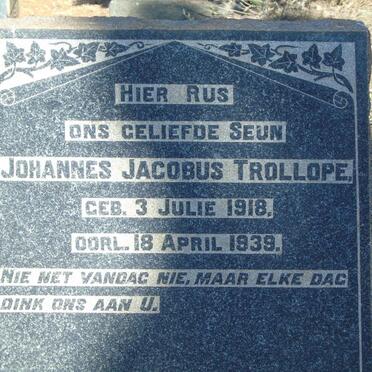 HIER RUS
ONS GELIEFDE SEUN
JOHANNES JACOBUS TROLLOPE,
GEB. 3 JULIE 1918,
OORL. 18 APRIL 1939.
NIE NET VANDAG NIE, MAAR ELKE DAG
DINK ONS AAN U.